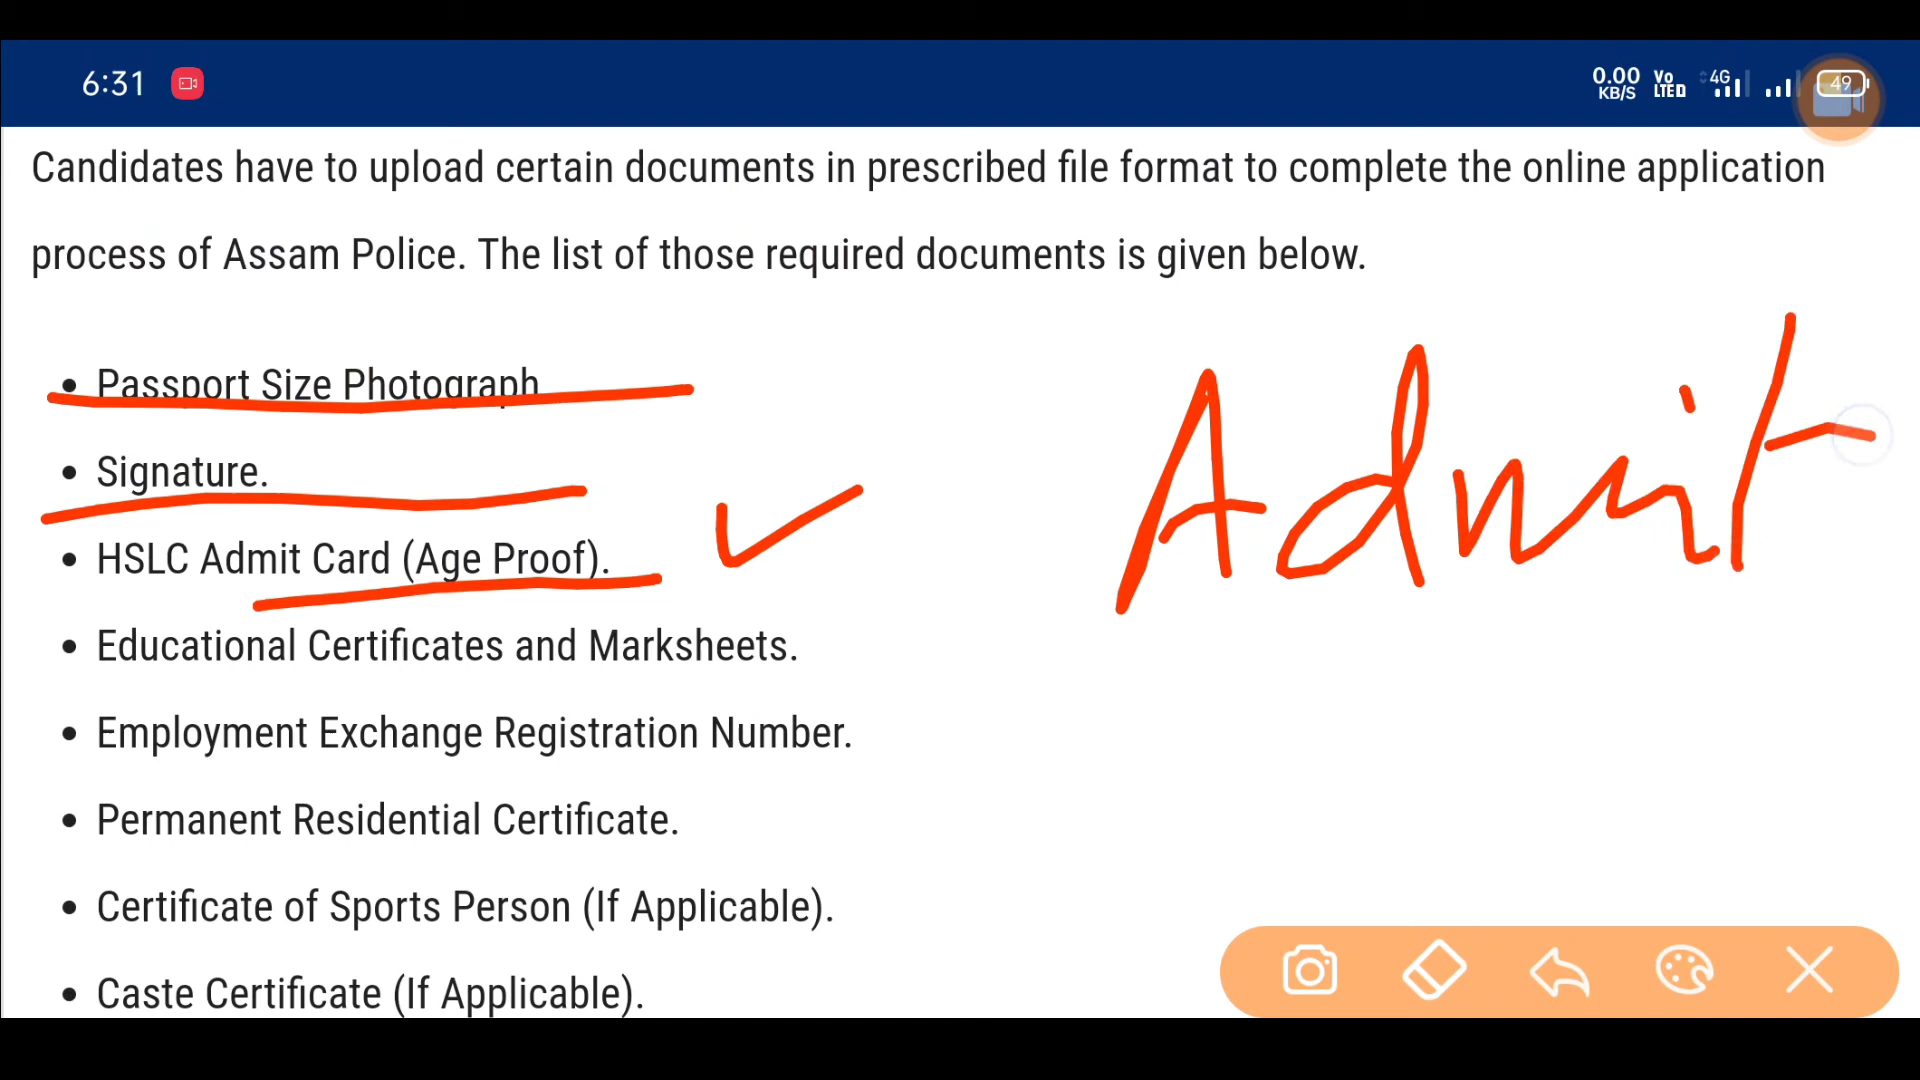 6:31
0.00 KB/S Vo LTED 4G 49
Candidates have to upload certain documents in prescribed file format to complete the online application
process of Assam Police. The list of those required documents is given below.
• Passport Size Photograph
• Signature.
• HSLC Admit Card (Age Proof).
Admit
• Educational Certificates and Marksheets.
• Employment Exchange Registration Number.
• Permanent Residential Certificate.
• Certificate of Sports Person (If Applicable).
• Caste Certificate (If Applicable).